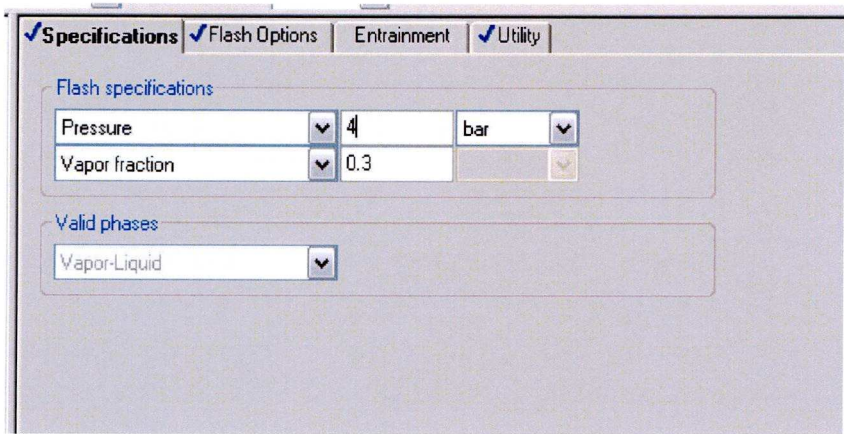 Specifications Flash Options Entrainment Utility
Flash specifications
Pressure 4 bar
Vapor fraction 0.3
Valid phases
Vapor-Liquid